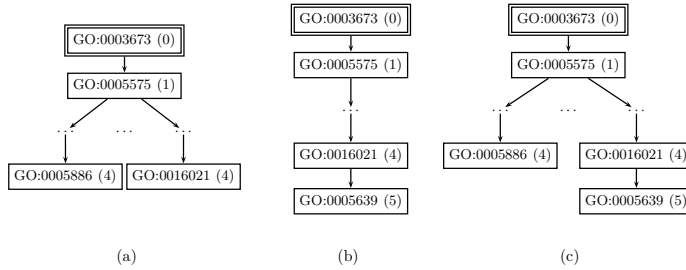 GO:0003673 (0)
GO:0005575 (1)
... ... ...
GO:0005886 (4) GO:0016021 (4)
(a)
GO:0003673 (0)
GO:0005575 (1)
...
GO:0016021 (4)
GO:0005639 (5)
(b)
GO:0003673 (0)
GO:0005575 (1)
... ... ...
GO:0005886 (4) GO:0016021 (4)
GO:0005639 (5)
(c)